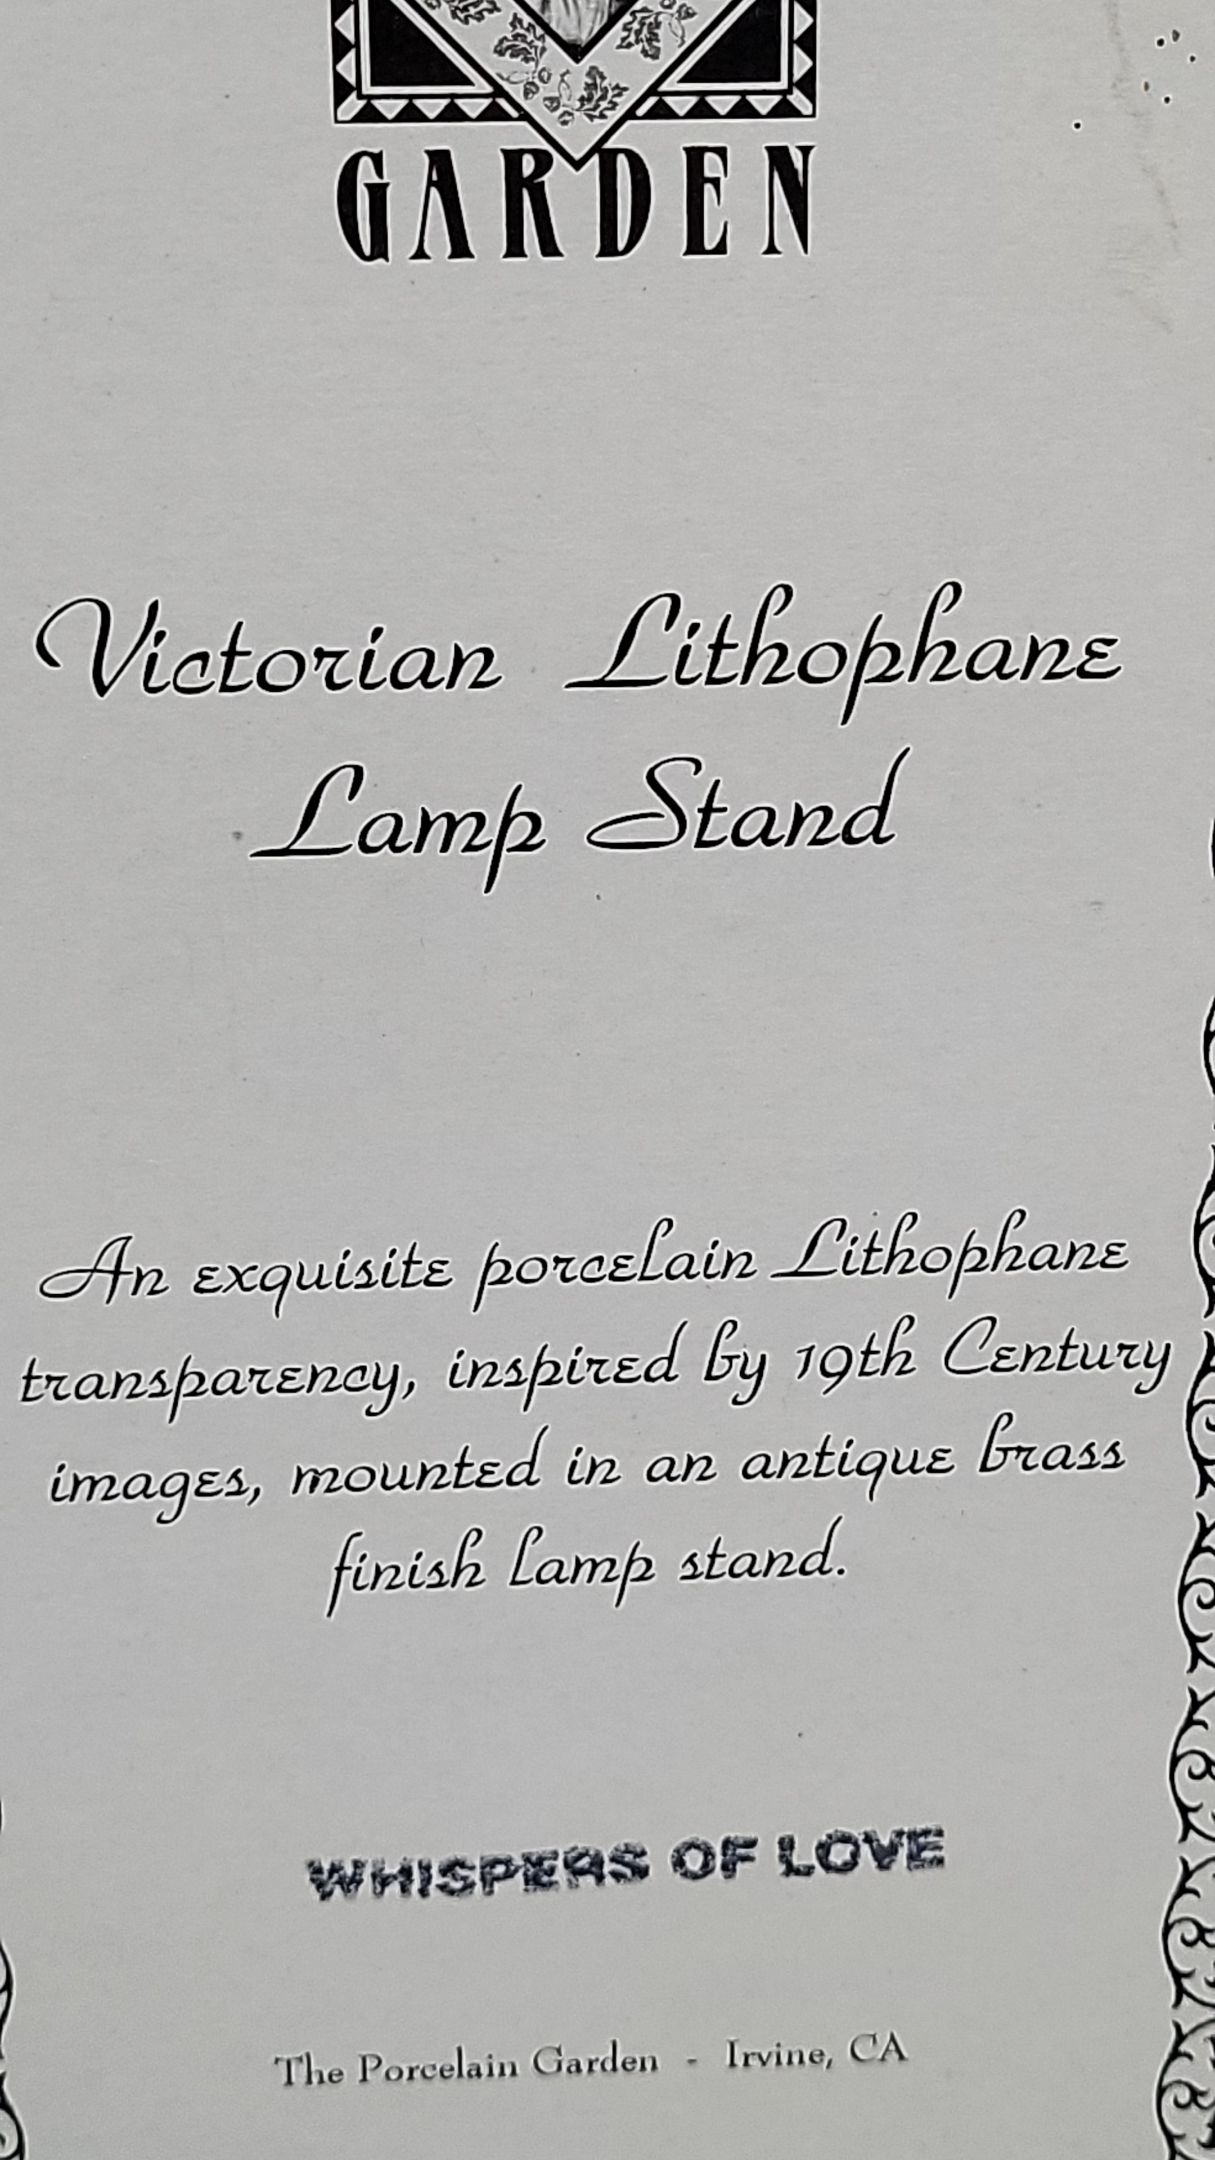 GARDEN
Victorian Lithophane
Lamp Stand
An exquisite porcelain Lithophane
transparency, inspired by 19th Century
images, mounted in an antique brass
finish lamp stand.
WHISPERS OF LOVE
The Porcelain Garden - Irvine, CA